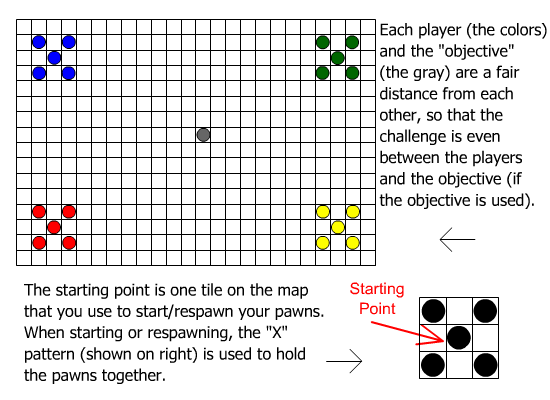 Each player (the colors)
and the "objective"
(the gray) are a fair
distance from each
other, so that the
challenge is even
between the players
and the objective (if
the objective is used).
The starting point is one tile on the map
that you use to start/respawn your pawns.
When starting or respawning, the "X"
pattern (shown on right) is used to hold
the pawns together.
Starting
Point